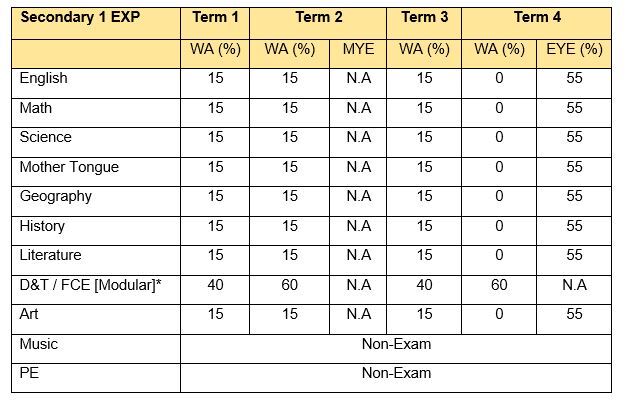 Secondary 1 EXP Term 1 Term 2 Term 3 Term 4
WA (%) WA (%) MYE WA (%) WA (%) EYE (%)
English 15 15 N.A 15 0 55
Math 15 15 N.A 15 0 55
Science 15 15 N.A 15 0 55
Mother Tongue 15 15 N.A 15 0 55
Geography 15 15 N.A 15 0 55
History 15 15 N.A 15 0 55
Literature 15 15 N.A 15 0 55
D&T / FCE [Modular]* 40 60 N.A 40 60 N.A
Art 15 15 N.A 15 0 55
Music Non-Exam
PE Non-Exam